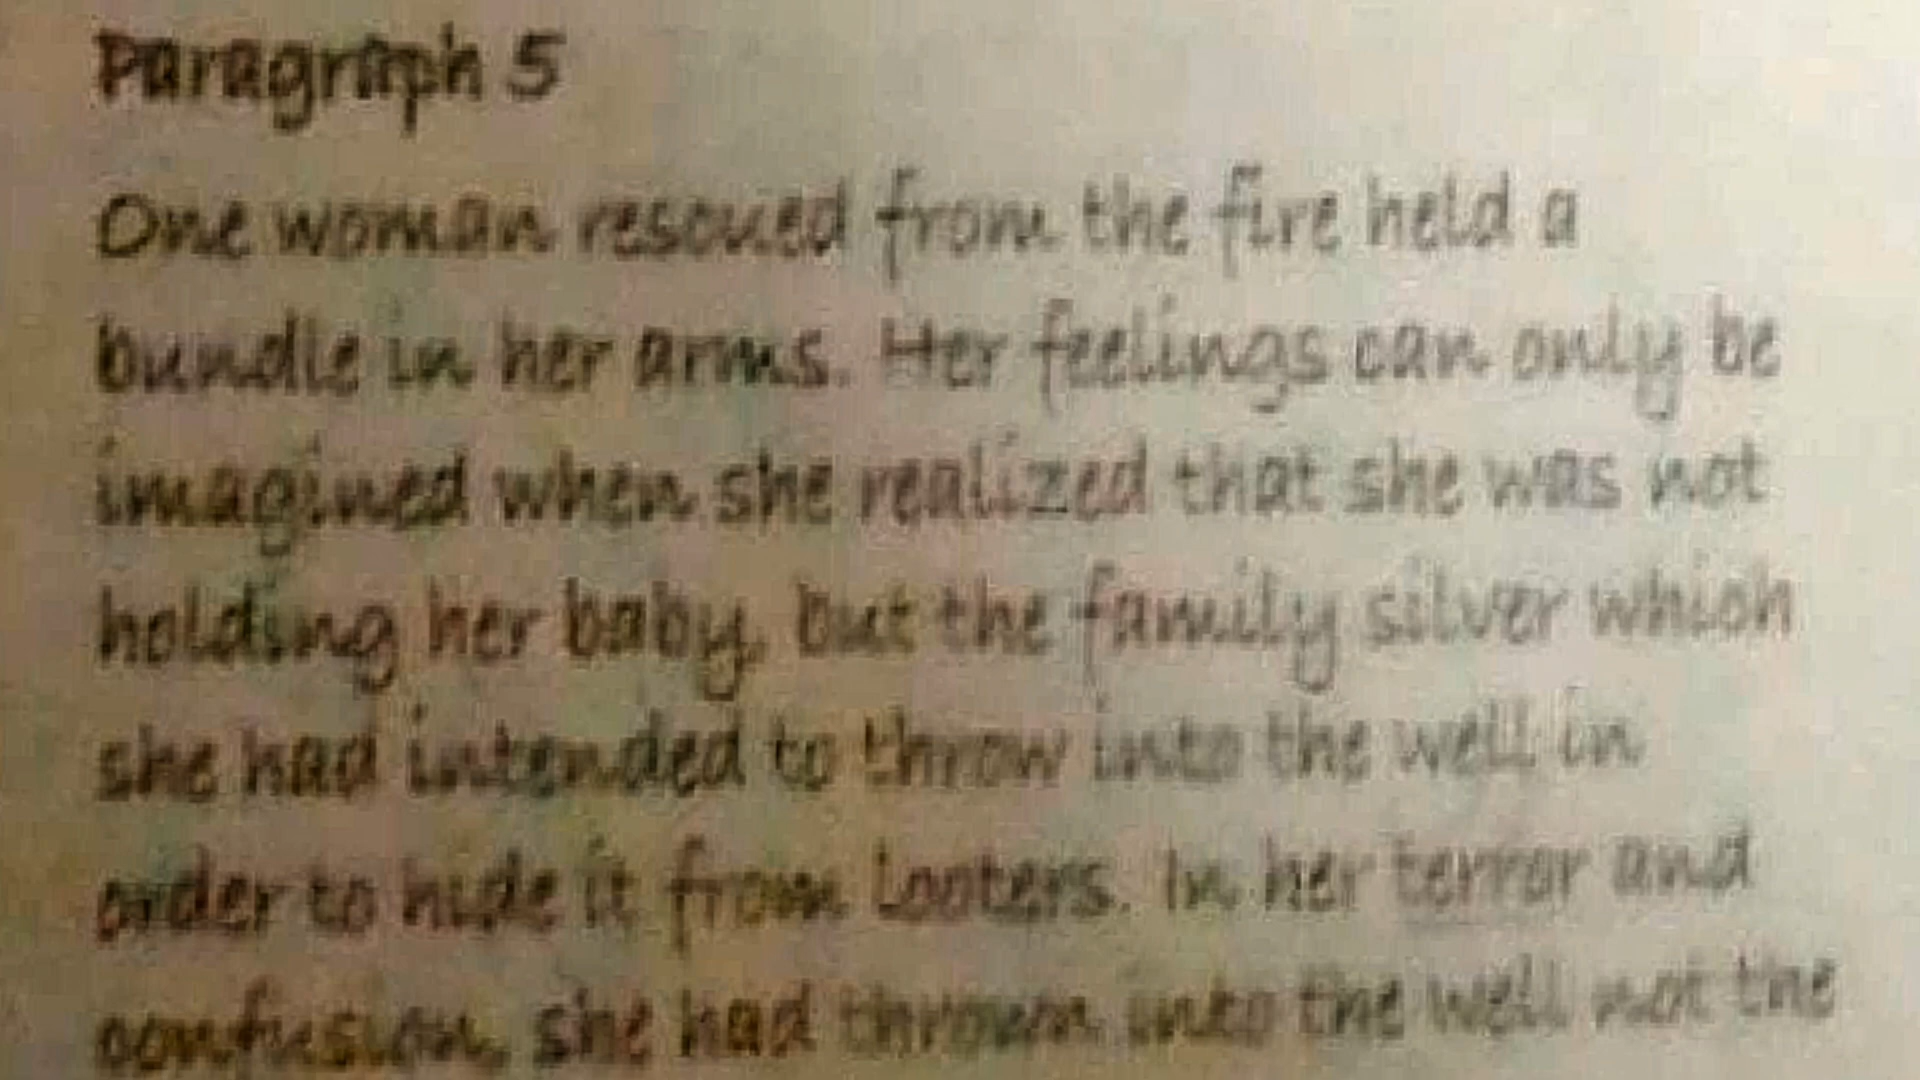 Paragraph 5
One woman rescued from the fire held a
bundle in her arms. Her feelings can only be
imagined when she realized that she was not
holding her baby, but the family silver which
she had intended to throw into the well in
order to hide it from Looters. In her terror and
confusion, she had thrown into the well not the